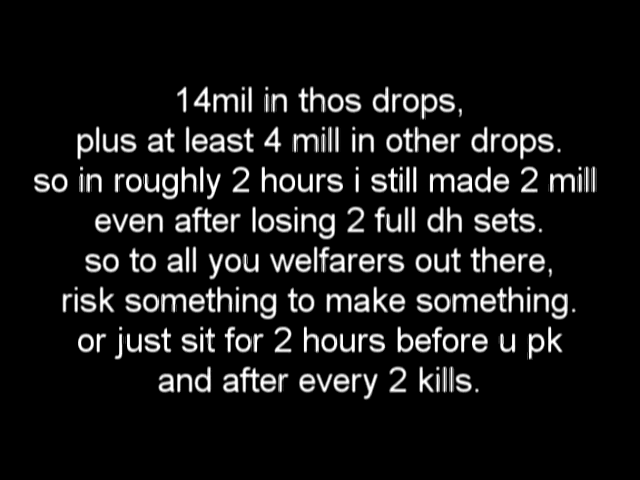 14mil in thos drops,
plus at least 4 mill in other drops.
so in roughly 2 hours i still made 2 mill
even after losing 2 full dh sets.
so to all you welfarers out there,
risk something to make something.
or just sit for 2 hours before u pk
and after every 2 kills.